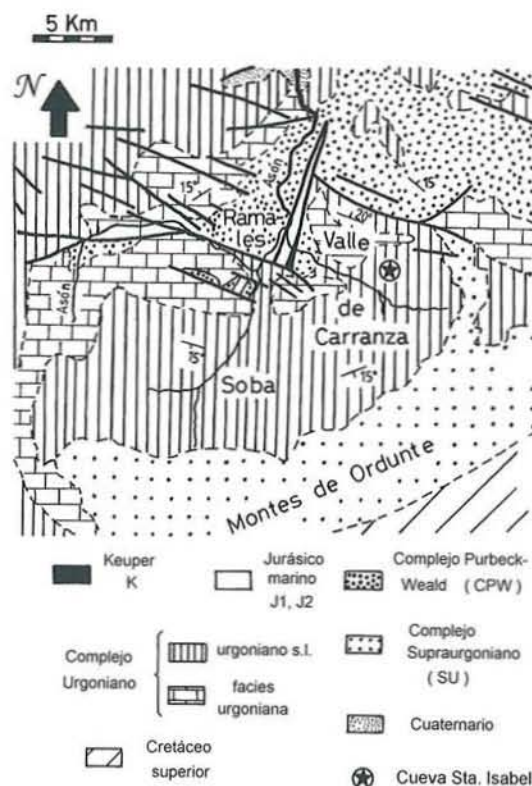 5 Km
N
Asón
15°
15
20°
Rama-
les
Valle
Asón
de
Carranza
35°
15°
Soba
Montes de Ordunte
Keuper
K
Jurásico
marino
J1, J2
Complejo Purbeck-
Weald ( CPW )
Complejo
Urgoniano
urgoniano s.l.
facies
urgoniana
Complejo
Supraurgoniano
( SU )
Cretáceo
superior
Cuaternario
Cueva Sta. Isabel